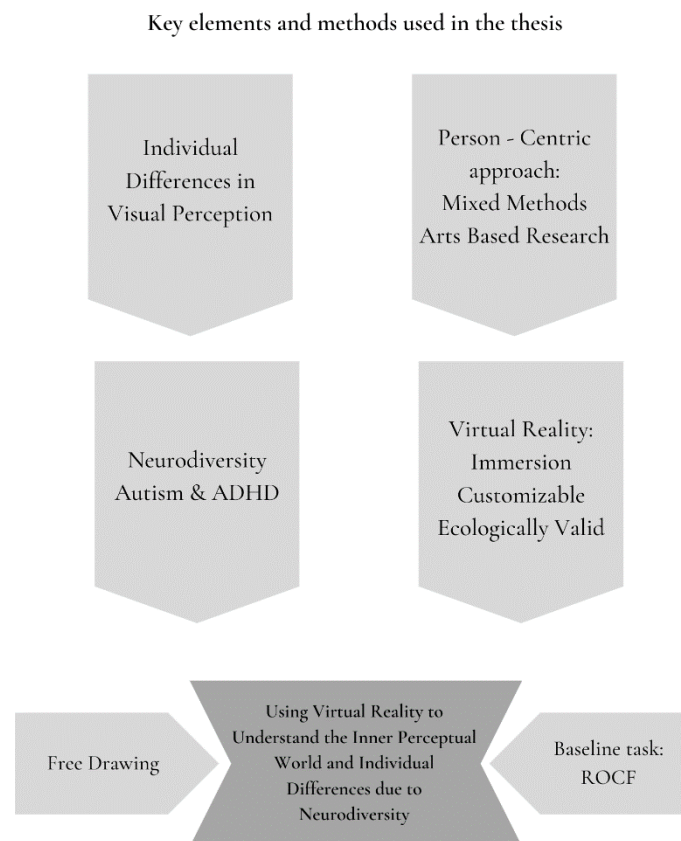 Key elements and methods used in the thesis
Individual
Differences in
Visual Perception
Person - Centric
approach:
Mixed Methods
Arts Based Research
Neurodiversity
Autism & ADHD
Virtual Reality:
Immersion
Customizable
Ecologically Valid
Free Drawing
Using Virtual Reality to
Understand the Inner Perceptual
World and Individual
Differences due to
Neurodiversity
Baseline task:
ROCF